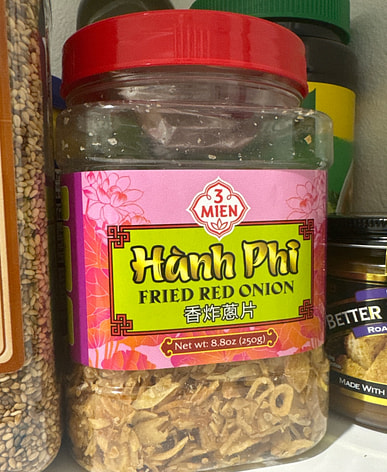 3
MIEN
Hành Phi
FRIED RED ONION
香炸蔥片
Net wt: 8.8oz (250g)
BETTER
ROA
MADE WITH